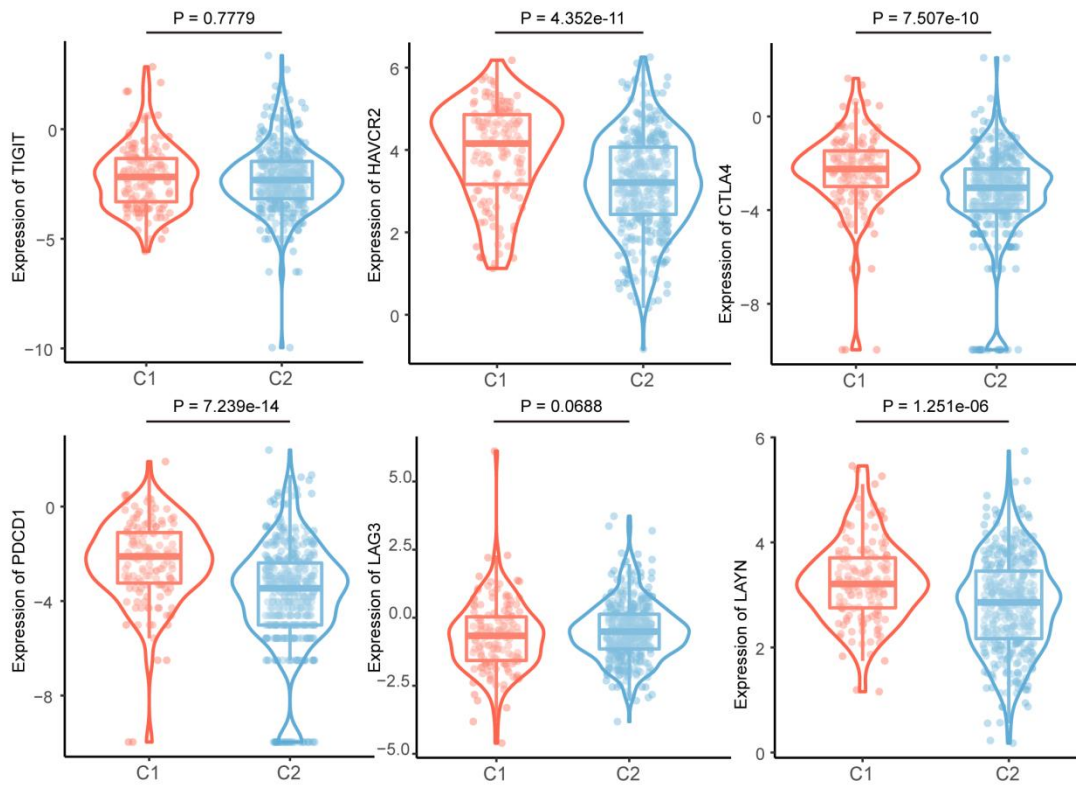 P = 0.7779
Expression of TIGIT
0
−5
−10
C1 C2
P = 4.352e-11
Expression of HAVCR2
6
4
2
0
C1 C2
P = 7.507e-10
Expression of CTLA4
0
−4
−8
C1 C2
P = 7.239e-14
Expression of PDCD1
0
−4
−8
C1 C2
P = 0.0688
Expression of LAG3
5.0
2.5
0.0
−2.5
−5.0
C1 C2
P = 1.251e-06
Expression of LAYN
6
4
2
0
C1 C2